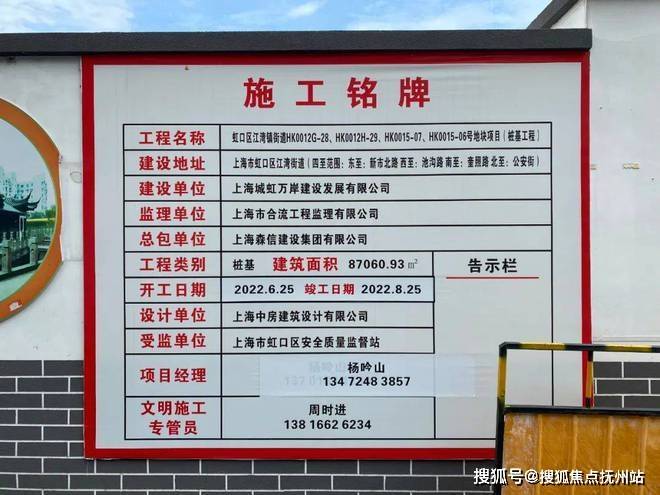 施工铭牌
工程名称 虹口区江湾镇街道HK0012G-28、HK0012H-29、HK0015-07、HK0015-06号地块项目(桩基工程)
建设地址 上海市虹口区江湾街道(四至范围:东至:新市北路 西至:池沟路 南至:奎照路 北至:公安街)
建设单位 上海城虹万岸建设发展有限公司
监理单位 上海市合流工程监理有限公司
总包单位 上海森信建设集团有限公司
工程类别 桩基 建筑面积 87060.93㎡ 告示栏
开工日期 2022.6.25 竣工日期 2022.8.25
设计单位 上海中房建筑设计有限公司
受监单位 上海市虹口区安全质量监督站
项目经理 杨吟山
134 7248 3857
文明施工 周时进
专管员 138 1662 6234
搜狐号@搜狐焦点抚州站